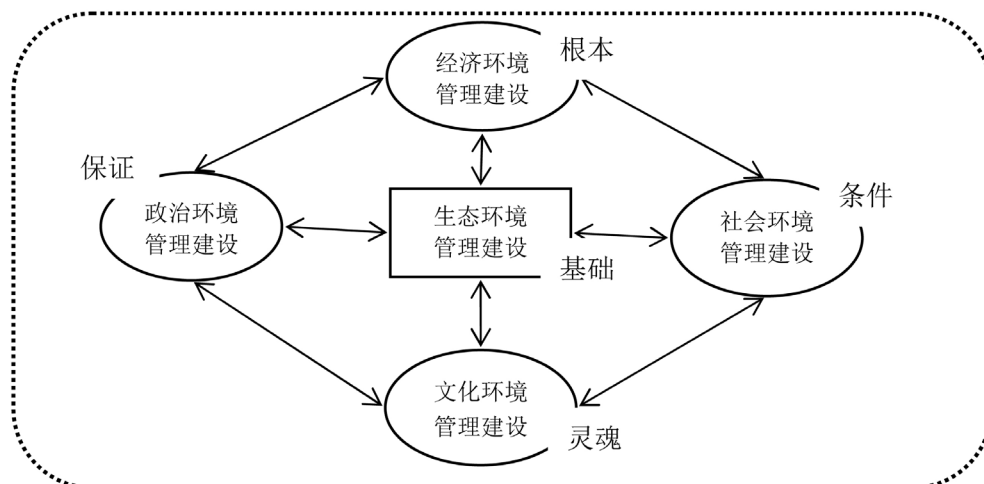 经济环境
管理建设
根本
保证
政治环境
管理建设
生态环境
管理建设
基础
社会环境
管理建设
条件
文化环境
管理建设
灵魂